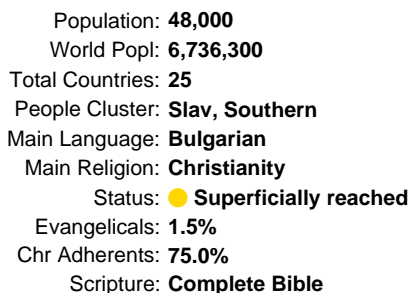 Population: 48,000
World Popl: 6,736,300
Total Countries: 25
People Cluster: Slav, Southern
Main Language: Bulgarian
Main Religion: Christianity
Status: Superficially reached
Evangelicals: 1.5%
Chr Adherents: 75.0%
Scripture: Complete Bible